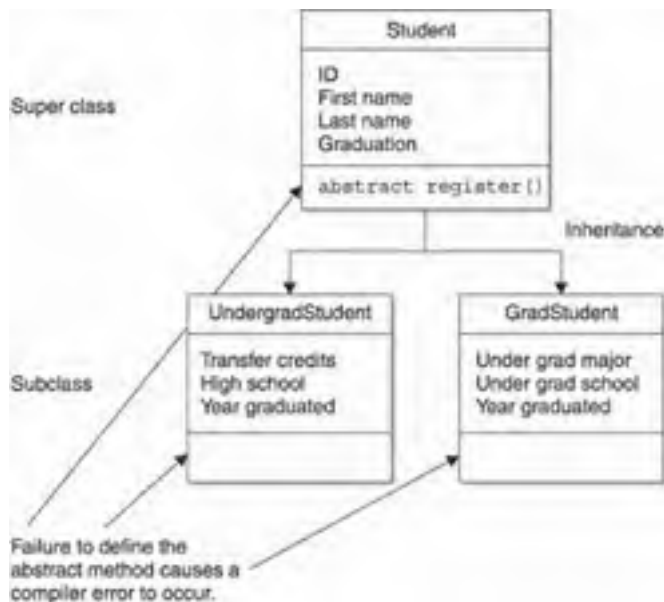 Student
ID
First name
Last name
Graduation
Super class
abstract register()
Inheritance
UndergradStudent
GradStudent
Transfer credits
High school
Year graduated
Under grad major
Under grad school
Year graduated
Subclass
Failure to define the
abstract method causes a
compiler error to occur.